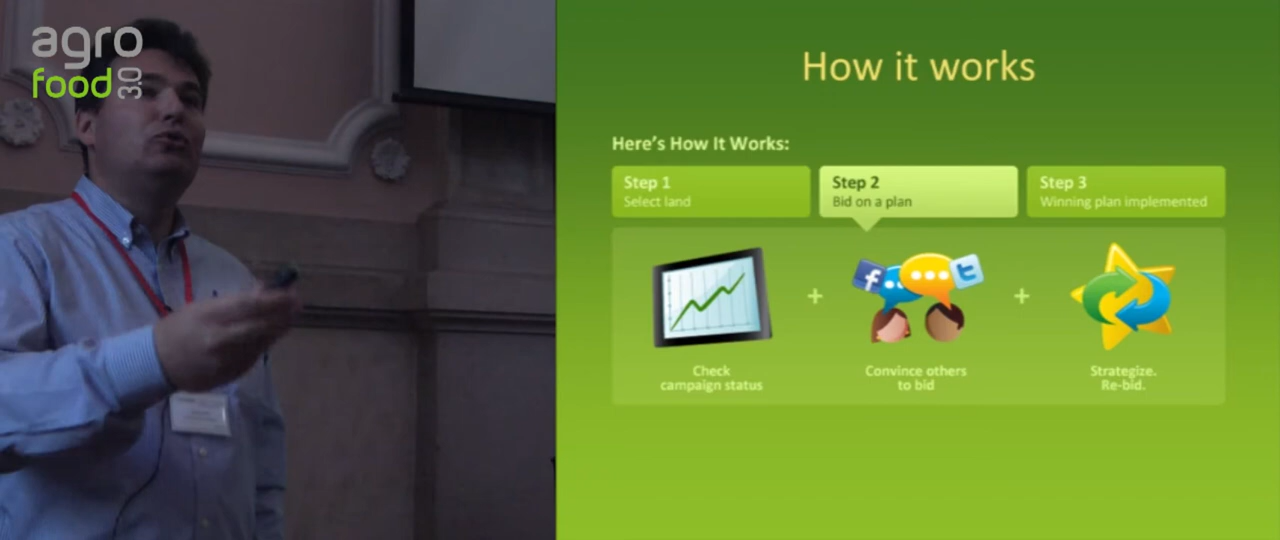 agro
food 3.0
How it works
Here's How It Works:
Step 1
Select land
Step 2
Bid on a plan
Step 3
Winning plan implemented
f
t
Check
campaign status
Convince others
to bid
Strategize.
Re-bid.